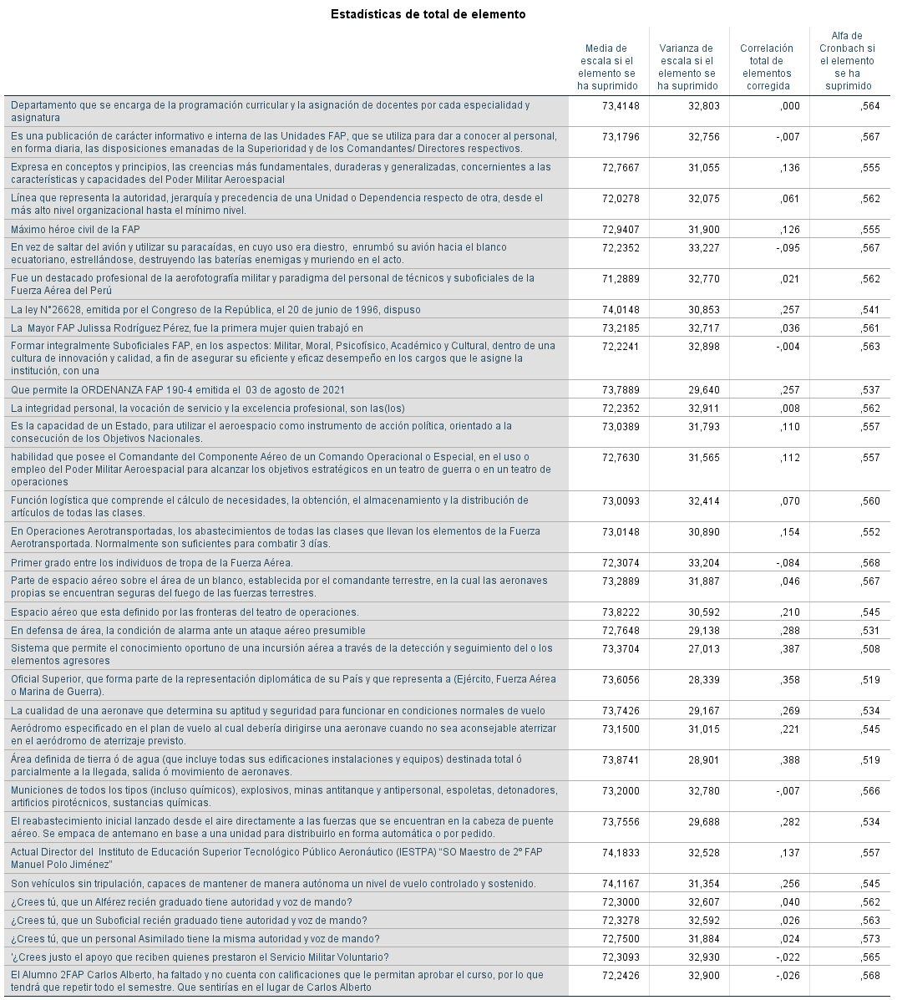 Estadísticas de total de elemento
Media de
escala si el
elemento se
ha suprimido
Varianza de
escala si el
elemento se
ha suprimido
Correlación
total de
elementos
corregida
Alfa de
Cronbach si
el elemento
se ha
suprimido
Departamento que se encarga de la programación curricular y la asignación de docentes por cada especialidad y
asignatura
73,4148 32,803 ,000 ,564
Es una publicación de carácter informativo e interna de las Unidades FAP, que se utiliza para dar a conocer al personal,
en forma diaria, las disposiciones emanadas de la Superioridad y de los Comandantes/ Directores respectivos.
73,1796 32,756 -,007 ,567
Expresa en conceptos y principios, las creencias más fundamentales, duraderas y generalizadas, concernientes a las
características y capacidades del Poder Militar Aeroespacial
72,7667 31,055 ,136 ,555
Línea que representa la autoridad, jerarquía y precedencia de una Unidad o Dependencia respecto de otra, desde el
más alto nivel organizacional hasta el mínimo nivel.
72,0278 32,075 ,061 ,562
Máximo héroe civil de la FAP 72,9407 31,900 ,126 ,555
En vez de saltar del avión y utilizar su paracaídas, en cuyo uso era diestro, enrumbó su avión hacia el blanco
ecuatoriano, estrellándose, destruyendo las baterías enemigas y muriendo en el acto.
72,2352 33,227 -,095 ,567
Fue un destacado profesional de la aerofotografía militar y paradigma del personal de técnicos y suboficiales de la
Fuerza Aérea del Perú
71,2889 32,770 ,021 ,562
La ley N°26628, emitida por el Congreso de la República, el 20 de junio de 1996, dispuso 74,0148 30,853 ,257 ,541
La Mayor FAP Julissa Rodríguez Pérez, fue la primera mujer quien trabajó en 73,2185 32,717 ,036 ,561
Formar integralmente Suboficiales FAP, en los aspectos: Militar, Moral, Psicofísico, Académico y Cultural, dentro de una
cultura de innovación y calidad, a fin de asegurar su eficiente y eficaz desempeño en los cargos que le asigne la
institución, con una
72,2241 32,898 -,004 ,563
Que permite la ORDENANZA FAP 190-4 emitida el 03 de agosto de 2021 73,7889 29,640 ,257 ,537
La integridad personal, la vocación de servicio y la excelencia profesional, son las(los) 72,2352 32,911 ,008 ,562
Es la capacidad de un Estado, para utilizar el aeroespacio como instrumento de acción política, orientado a la
consecución de los Objetivos Nacionales.
73,0389 31,793 ,110 ,557
habilidad que posee el Comandante del Componente Aéreo de un Comando Operacional o Especial, en el uso o
empleo del Poder Militar Aeroespacial para alcanzar los objetivos estratégicos en un teatro de guerra o en un teatro de
operaciones
72,7630 31,565 ,112 ,557
Función logística que comprende el cálculo de necesidades, la obtención, el almacenamiento y la distribución de
artículos de todas las clases.
73,0093 32,414 ,070 ,560
En Operaciones Aerotransportadas, los abastecimientos de todas las clases que llevan los elementos de la Fuerza
Aerotransportada. Normalmente son suficientes para combatir 3 días.
73,0148 30,890 ,154 ,552
Primer grado entre los individuos de tropa de la Fuerza Aérea. 72,3074 33,204 -,084 ,568
Parte de espacio aéreo sobre el área de un blanco, establecida por el comandante terrestre, en la cual las aeronaves
propias se encuentran seguras del fuego de las fuerzas terrestres.
73,2889 31,887 ,046 ,567
Espacio aéreo que esta definido por las fronteras del teatro de operaciones. 73,8222 30,592 ,210 ,545
En defensa de área, la condición de alarma ante un ataque aéreo presumible 72,7648 29,138 ,288 ,531
Sistema que permite el conocimiento oportuno de una incursión aérea a través de la detección y seguimiento del o los
elementos agresores
73,3704 27,013 ,387 ,508
Oficial Superior, que forma parte de la representación diplomática de su País y que representa a (Ejército, Fuerza Aérea
o Marina de Guerra).
73,6056 28,339 ,358 ,519
La cualidad de una aeronave que determina su aptitud y seguridad para funcionar en condiciones normales de vuelo 73,7426 29,167 ,269 ,534
Aeródromo especificado en el plan de vuelo al cual debería dirigirse una aeronave cuando no sea aconsejable aterrizar
en el aeródromo de aterrizaje previsto.
73,1500 31,015 ,221 ,545
Área definida de tierra ó de agua (que incluye todas sus edificaciones instalaciones y equipos) destinada total ó
parcialmente a la llegada, salida ó movimiento de aeronaves.
73,8741 28,901 ,388 ,519
Municiones de todos los tipos (incluso químicos), explosivos, minas antitanque y antipersonal, espoletas, detonadores,
artificios pirotécnicos, sustancias químicas.
73,2000 32,780 -,007 ,566
El reabastecimiento inicial lanzado desde el aire directamente a las fuerzas que se encuentran en la cabeza de puente
aéreo. Se empaca de antemano en base a una unidad para distribuirlo en forma automática o por pedido.
73,7556 29,688 ,282 ,534
Actual Director del Instituto de Educación Superior Tecnológico Público Aeronáutico (IESTPA) “SO Maestro de 2º FAP
Manuel Polo Jiménez”
74,1833 32,528 ,137 ,557
Son vehículos sin tripulación, capaces de mantener de manera autónoma un nivel de vuelo controlado y sostenido. 74,1167 31,354 ,256 ,545
¿Crees tú, que un Alférez recién graduado tiene autoridad y voz de mando? 72,3000 32,607 ,040 ,562
¿Crees tú, que un Suboficial recién graduado tiene autoridad y voz de mando? 72,3278 32,592 ,026 ,563
¿Crees tú, que un personal Asimilado tiene la misma autoridad y voz de mando? 72,7500 31,884 ,024 ,573
'¿Crees justo el apoyo que reciben quienes prestaron el Servicio Militar Voluntario? 72,3093 32,930 -,022 ,565
El Alumno 2FAP Carlos Alberto, ha faltado y no cuenta con calificaciones que le permitan aprobar el curso, por lo que
tendrá que repetir todo el semestre. Que sentirías en el lugar de Carlos Alberto
72,2426 32,900 -,026 ,568